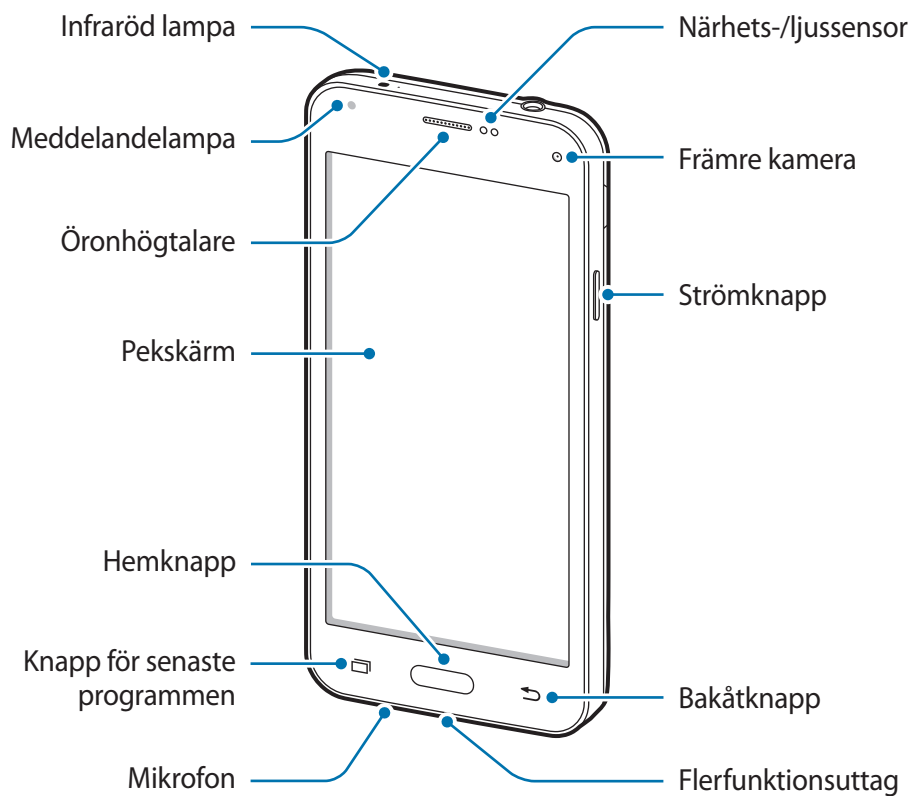 Infraröd lampa
Meddelandelampa
Öronhögtalare
Pekskärm
Hemknapp
Knapp för senaste
programmen
Mikrofon
Närhets-/ljussensor
Främre kamera
Strömknapp
Bakåtknapp
Flerfunktionsuttag